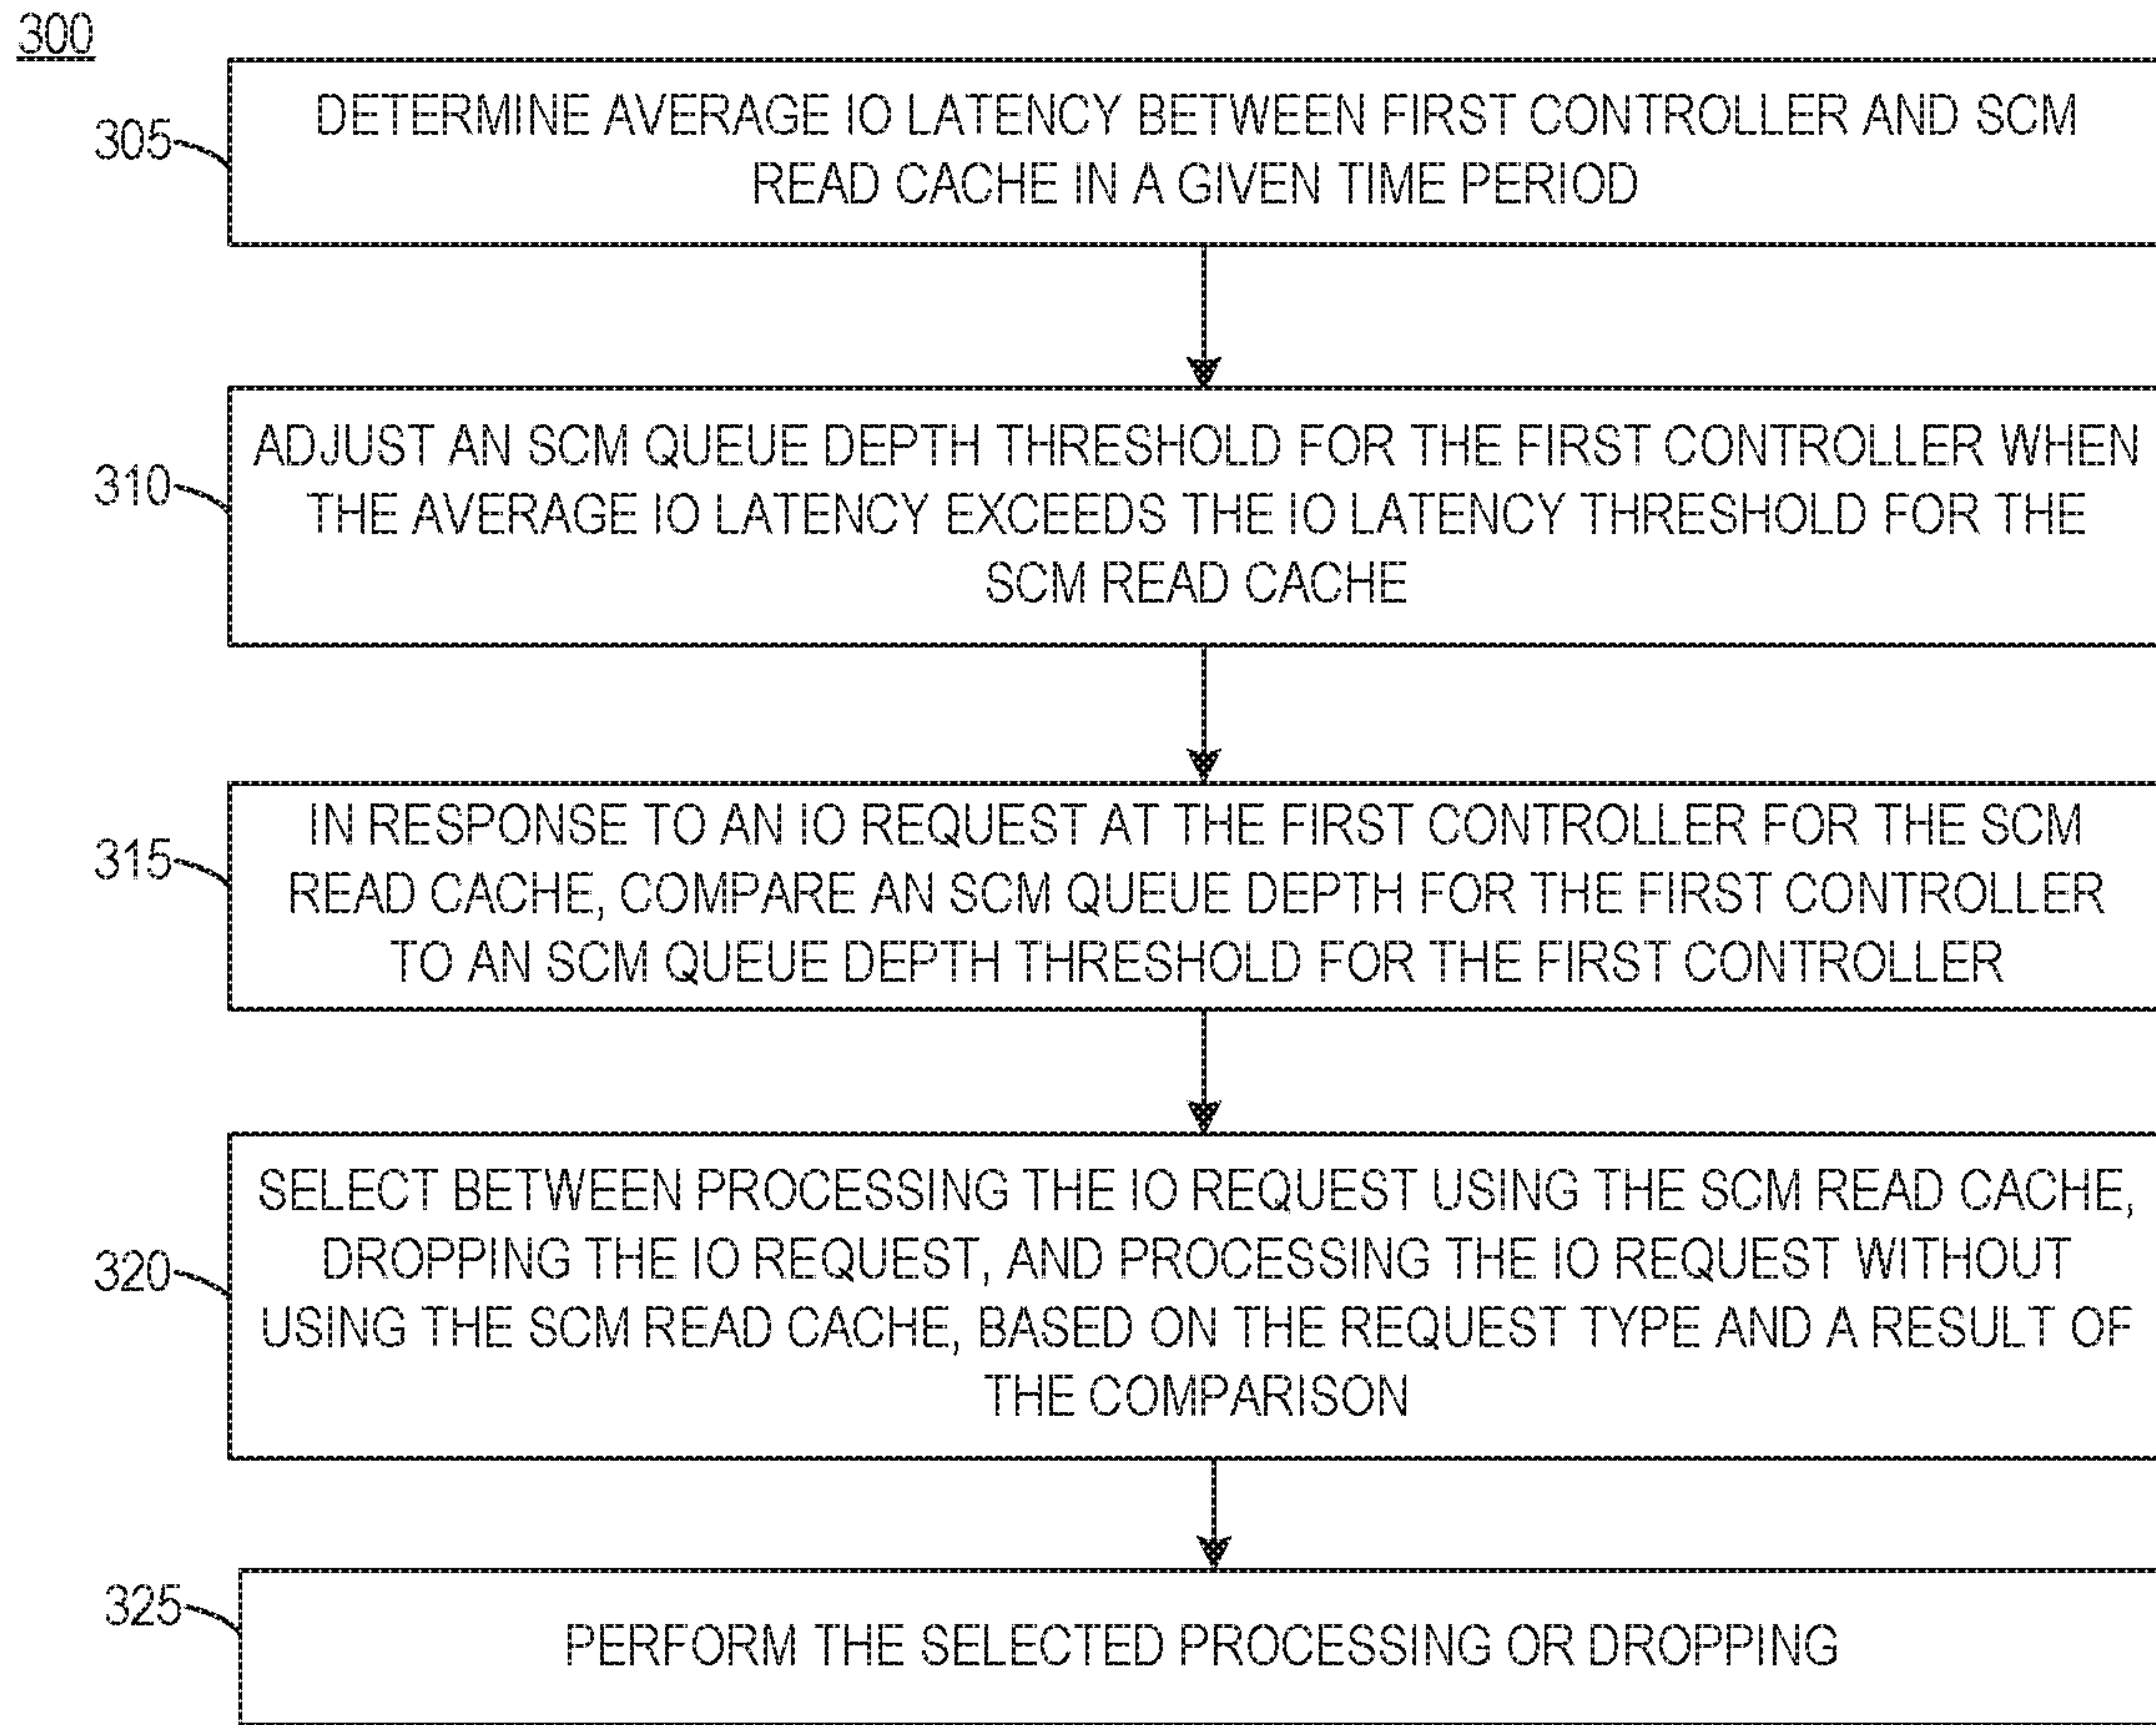 300
305
DETERMINE AVERAGE IO LATENCY BETWEEN FIRST CONTROLLER AND SCM
READ CACHE IN A GIVEN TIME PERIOD
310
ADJUST AN SCM QUEUE DEPTH THRESHOLD FOR THE FIRST CONTROLLER WHEN
THE AVERAGE IO LATENCY EXCEEDS THE IO LATENCY THRESHOLD FOR THE
SCM READ CACHE
315
IN RESPONSE TO AN IO REQUEST AT THE FIRST CONTROLLER FOR THE SCM
READ CACHE, COMPARE AN SCM QUEUE DEPTH FOR THE FIRST CONTROLLER
TO AN SCM QUEUE DEPTH THRESHOLD FOR THE FIRST CONTROLLER
320
SELECT BETWEEN PROCESSING THE IO REQUEST USING THE SCM READ CACHE,
DROPPING THE IO REQUEST, AND PROCESSING THE IO REQUEST WITHOUT
USING THE SCM READ CACHE, BASED ON THE REQUEST TYPE AND A RESULT OF
THE COMPARISON
325
PERFORM THE SELECTED PROCESSING OR DROPPING